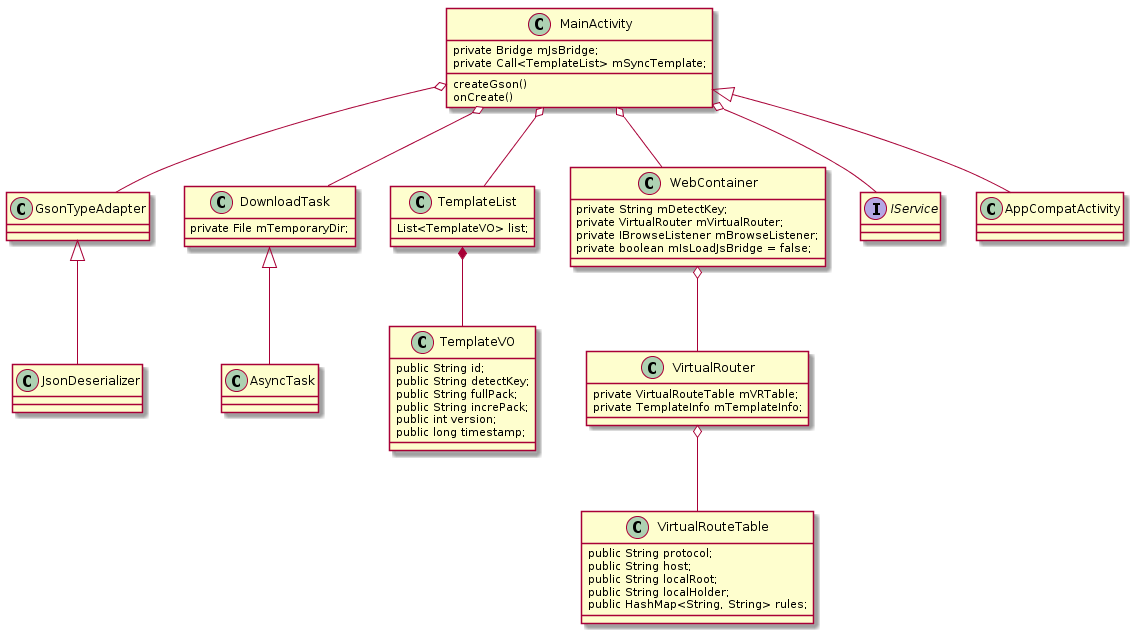 C MainActivity
private Bridge mJsBridge;
private Call<TemplateList> mSyncTemplate;
createGson()
onCreate()
C GsonTypeAdapter
C DownloadTask
private File mTemporaryDir;
C TemplateList
List<TemplateVO> list;
C WebContainer
private String mDetectKey;
private VirtualRouter mVirtualRouter;
private IBrowseListener mBrowseListener;
private boolean mIsLoadJsBridge = false;
I IService
C AppCompatActivity
C JsonDeserializer
C AsyncTask
C TemplateVO
public String id;
public String detectKey;
public String fullPack;
public String increPack;
public int version;
public long timestamp;
C VirtualRouter
private VirtualRouteTable mVRTable;
private TemplateInfo mTemplateInfo;
C VirtualRouteTable
public String protocol;
public String host;
public String localRoot;
public String localHolder;
public HashMap<String, String> rules;